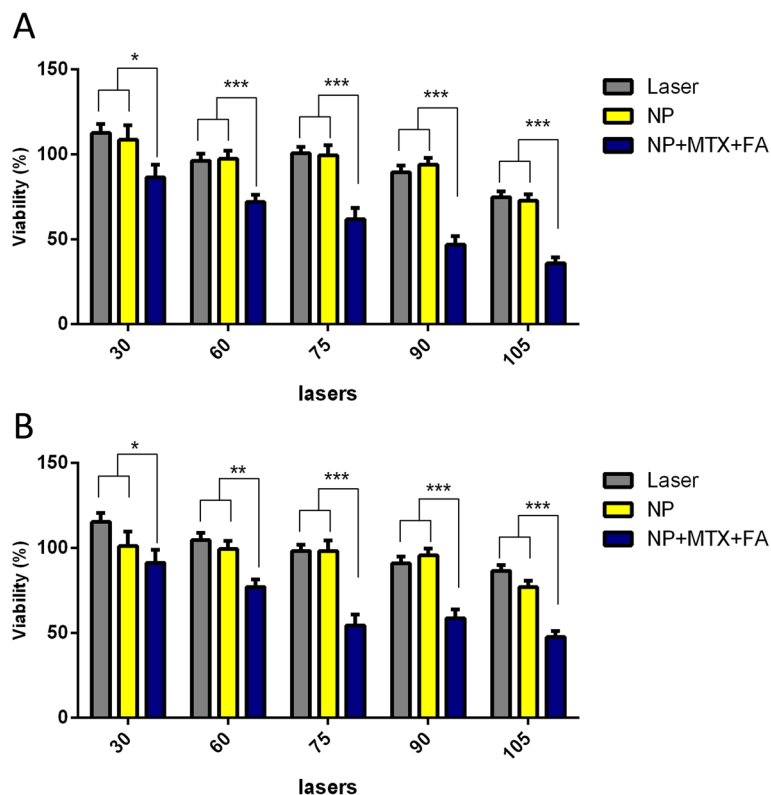 A
* *** *** *** ***
150
100
50
0
Viability (%)
30 60 75 90 105
lasers
Laser
NP
NP+MTX+FA
B
* ** *** *** ***
150
100
50
0
Viability (%)
30 60 75 90 105
lasers
Laser
NP
NP+MTX+FA